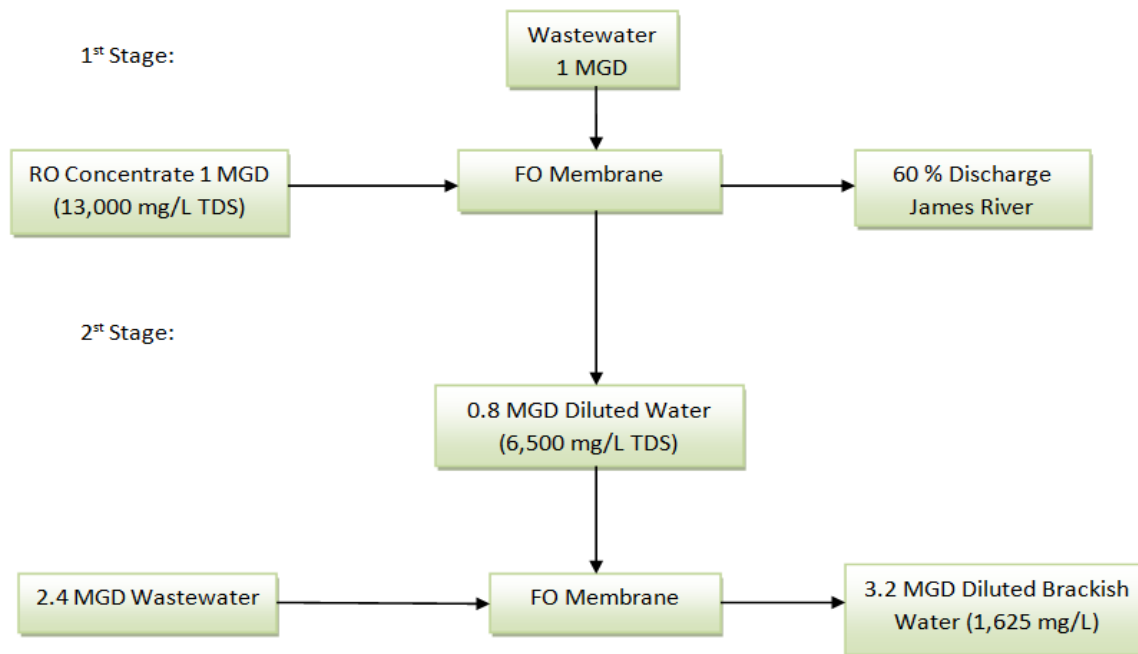 1st Stage:
Wastewater
1 MGD
RO Concentrate 1 MGD
(13,000 mg/L TDS)
FO Membrane
60 % Discharge
James River
2st Stage:
0.8 MGD Diluted Water
(6,500 mg/L TDS)
2.4 MGD Wastewater
FO Membrane
3.2 MGD Diluted Brackish
Water (1,625 mg/L)